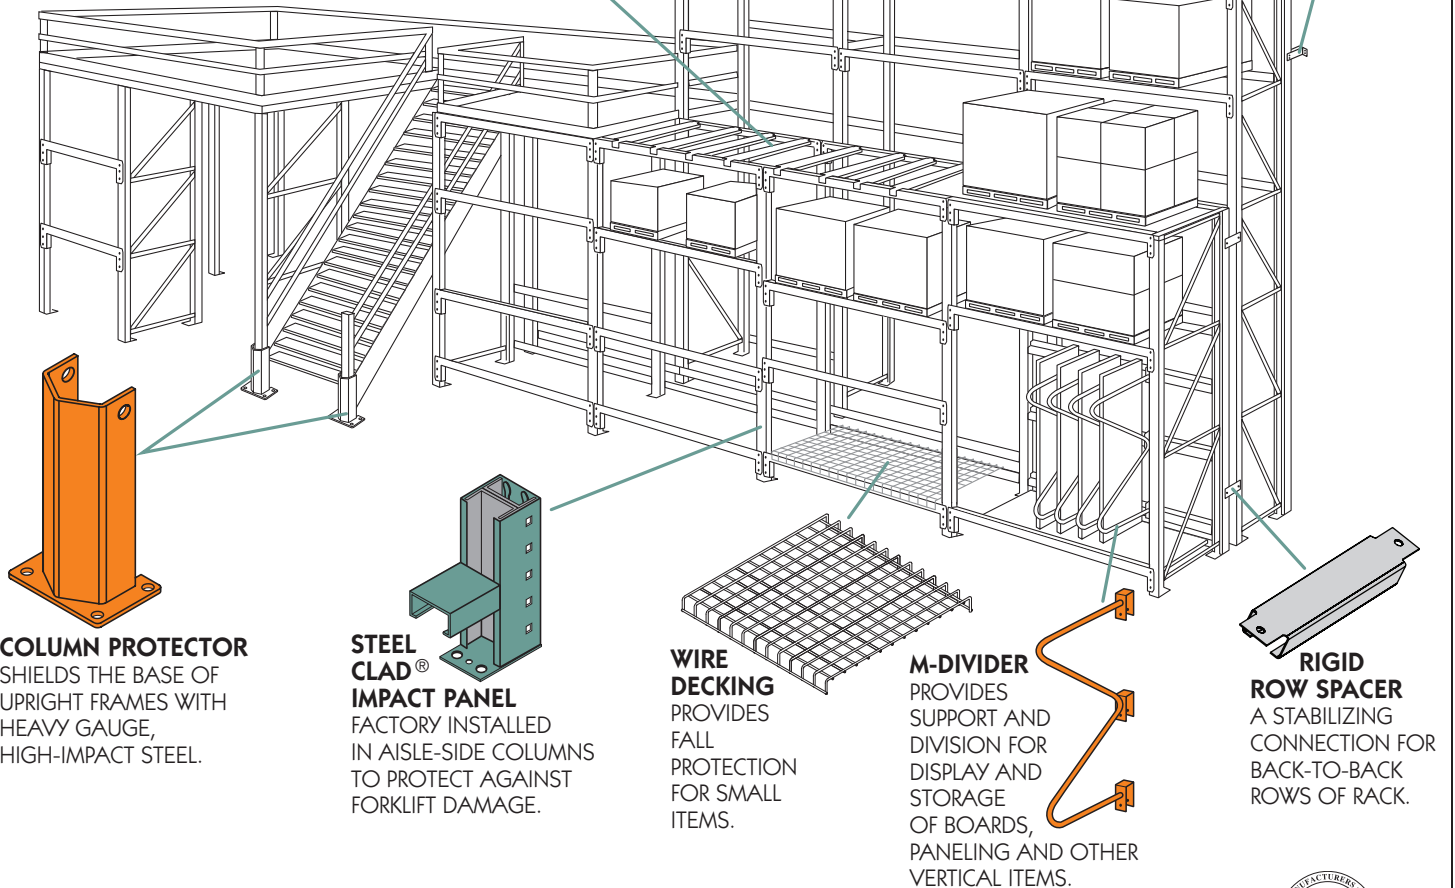 COLUMN PROTECTOR
SHIELDS THE BASE OF
UPRIGHT FRAMES WITH
HEAVY GAUGE,
HIGH-IMPACT STEEL.
STEEL
CLAD®
IMPACT PANEL
FACTORY INSTALLED
IN AISLE-SIDE COLUMNS
TO PROTECT AGAINST
FORKLIFT DAMAGE.
WIRE
DECKING
PROVIDES
FALL
PROTECTION
FOR SMALL
ITEMS.
M-DIVIDER
PROVIDES
SUPPORT AND
DIVISION FOR
DISPLAY AND
STORAGE
OF BOARDS,
PANELING AND OTHER
VERTICAL ITEMS.
RIGID
ROW SPACER
A STABILIZING
CONNECTION FOR
BACK-TO-BACK
ROWS OF RACK.